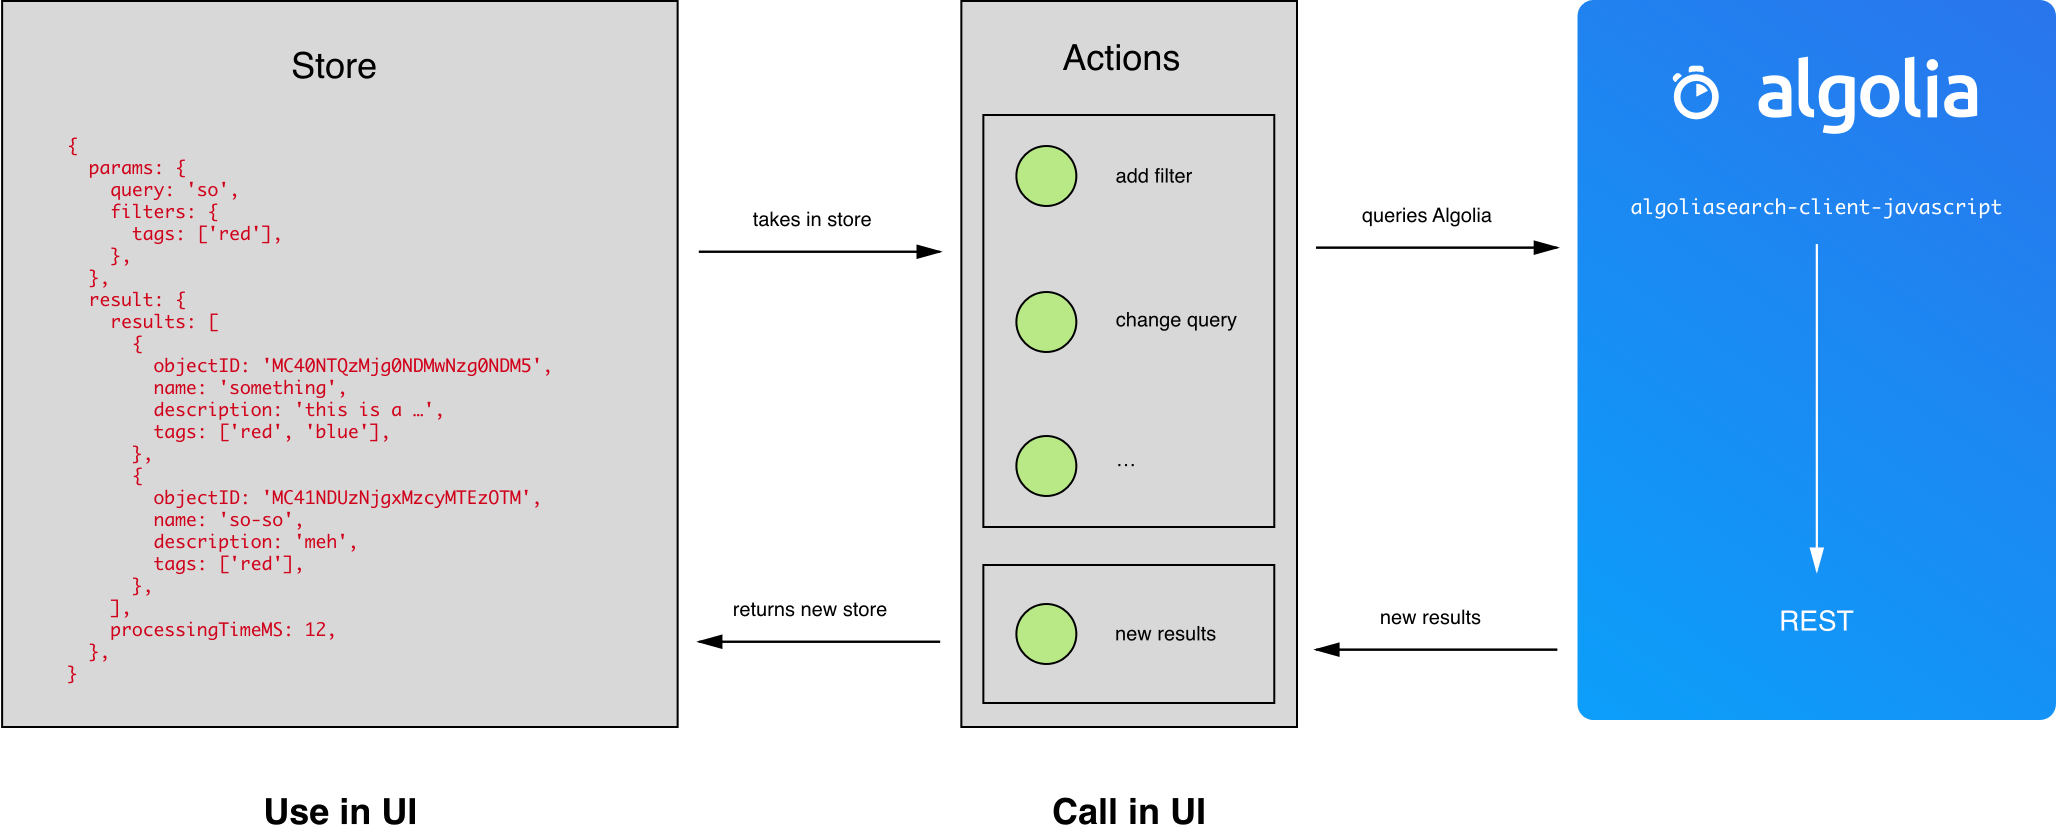 Store
{
  params: {
    query: 'so',
    filters: {
      tags: ['red'],
    },
  },
  result: {
    results: [
      {
        objectID: 'MC40NTQzMjg0NDMwNzg0NDM5',
        name: 'something',
        description: 'this is a …',
        tags: ['red', 'blue'],
      },
      {
        objectID: 'MC41NDUzNjgxMzcyMTEzOTM',
        name: 'so-so',
        description: 'meh',
        tags: ['red'],
      },
    ],
    processingTimeMS: 12,
  },
}
Use in UI
takes in store
returns new store
Actions
add filter
change query
…
new results
Call in UI
queries Algolia
new results
algolia
algoliasearch-client-javascript
REST